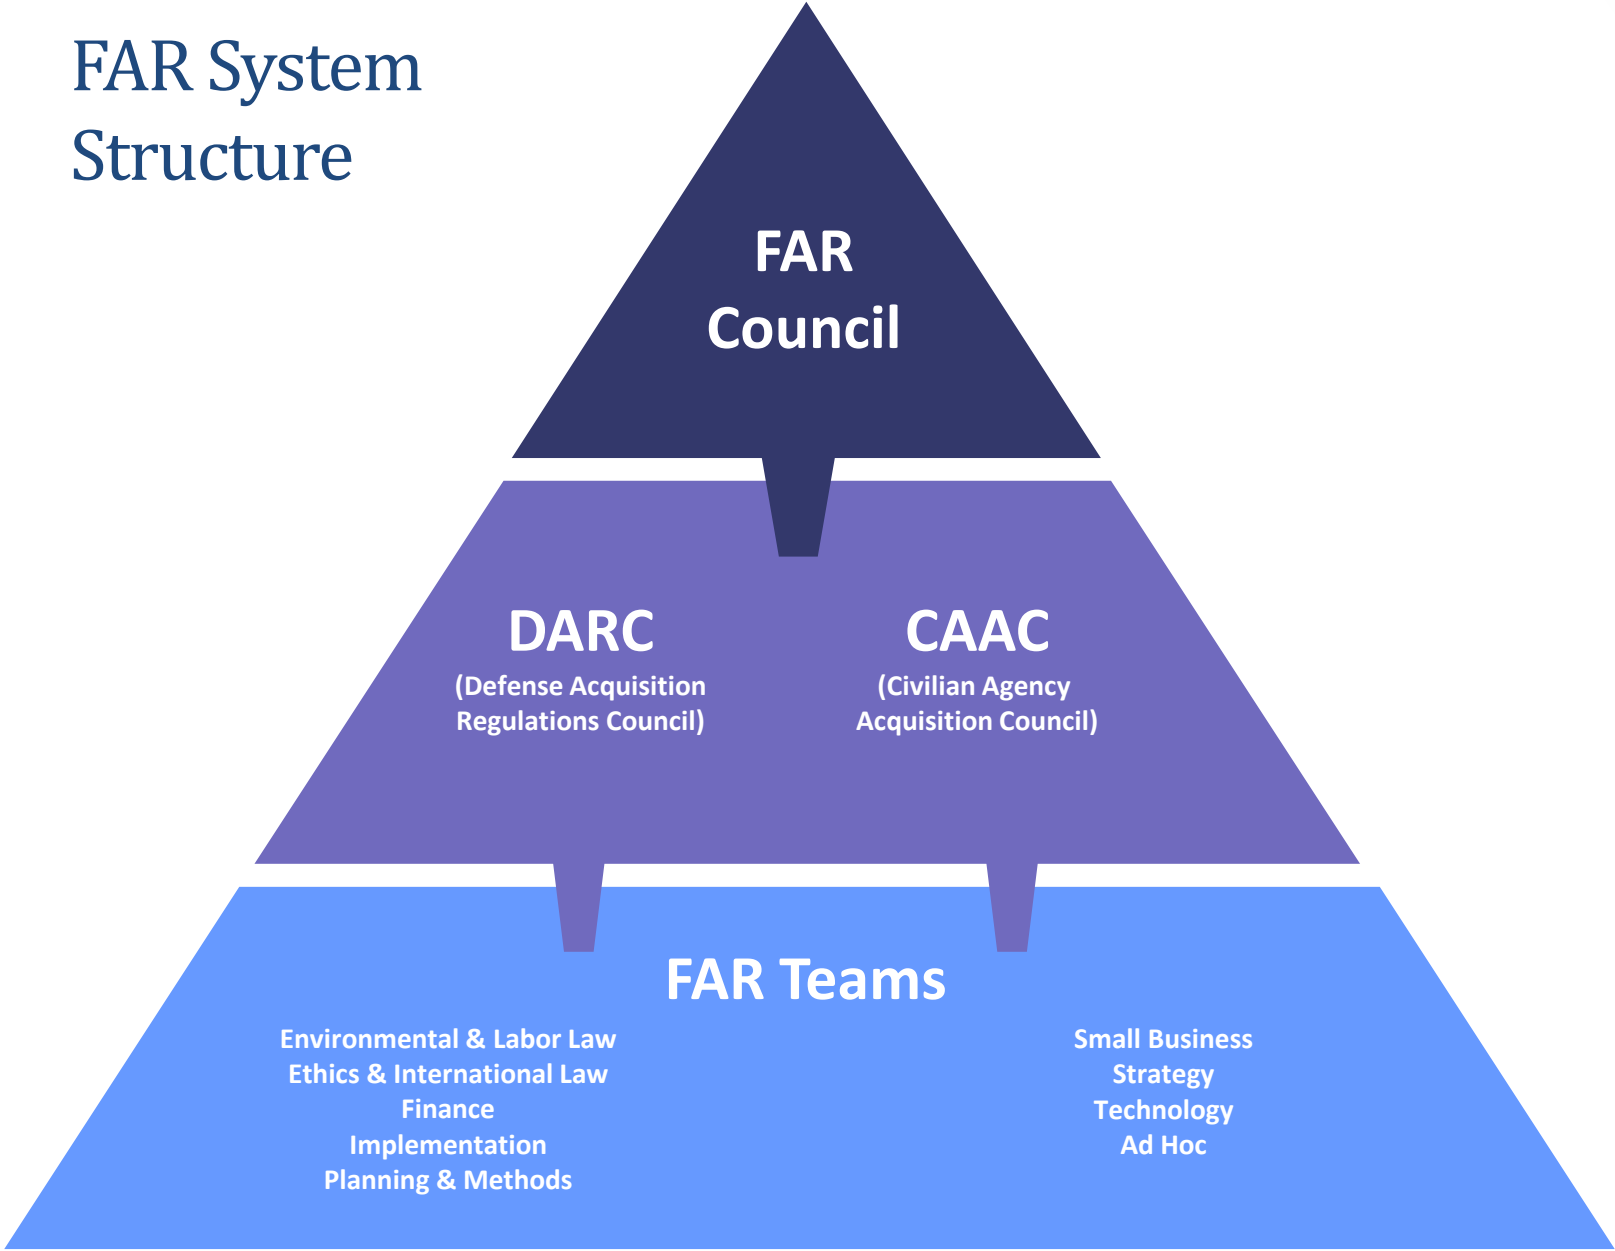 FAR System
Structure
FAR
Council
DARC
(Defense Acquisition
Regulations Council)
CAAC
(Civilian Agency
Acquisition Council)
FAR Teams
Environmental & Labor Law
Ethics & International Law
Finance
Implementation
Planning & Methods
Small Business
Strategy
Technology
Ad Hoc